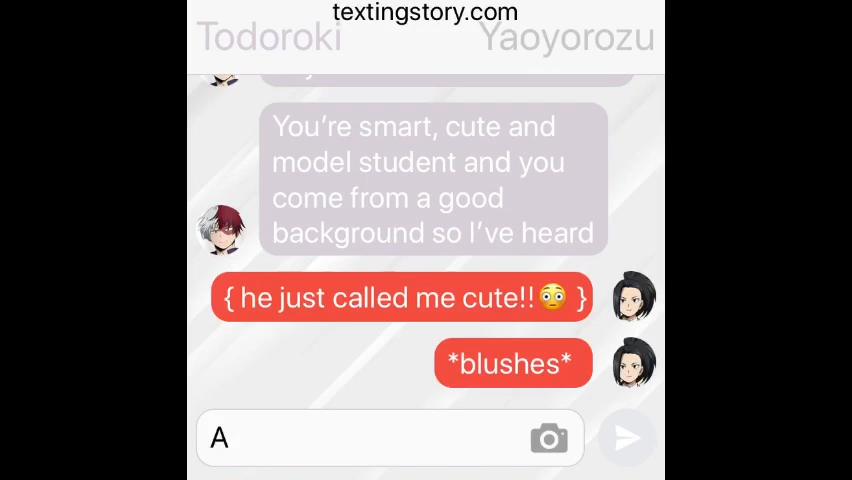 textingstory.com
Todoroki
Yaoyorozu
You're smart, cute and
model student and you
come from a good
background so I've heard
{ he just called me cute!!😳 }
*blushes*
A